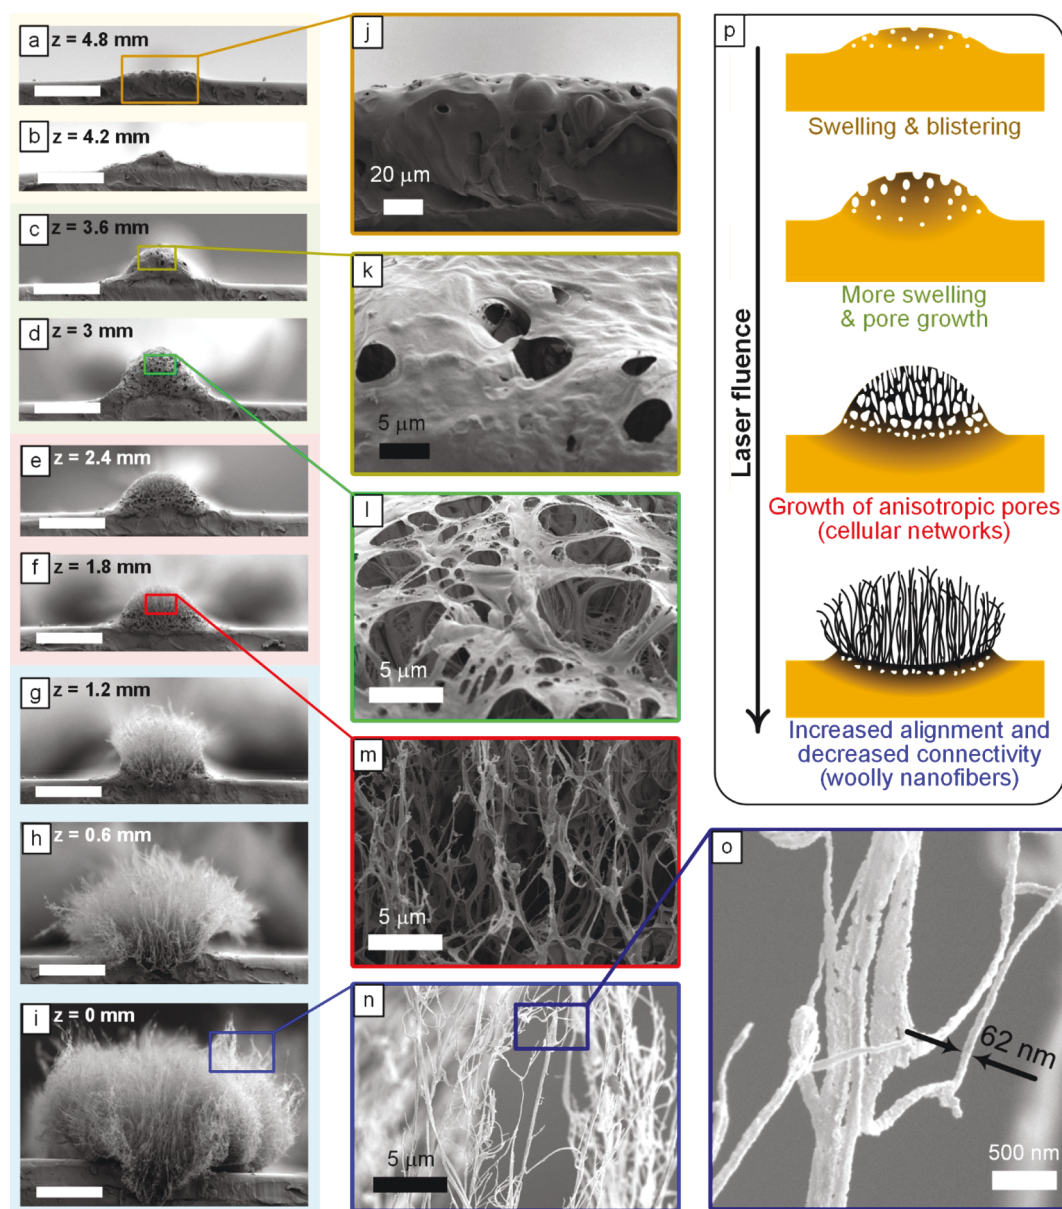 a
z = 4.8 mm
b
z = 4.2 mm
c
z = 3.6 mm
d
z = 3 mm
e
z = 2.4 mm
f
z = 1.8 mm
g
z = 1.2 mm
h
z = 0.6 mm
i
z = 0 mm
j
20 μm
k
5 μm
l
5 μm
m
5 μm
n
5 μm
o
62 nm
500 nm
p
Laser fluence
Swelling & blistering
More swelling
& pore growth
Growth of anisotropic pores
(cellular networks)
Increased alignment and
decreased connectivity
(woolly nanofibers)